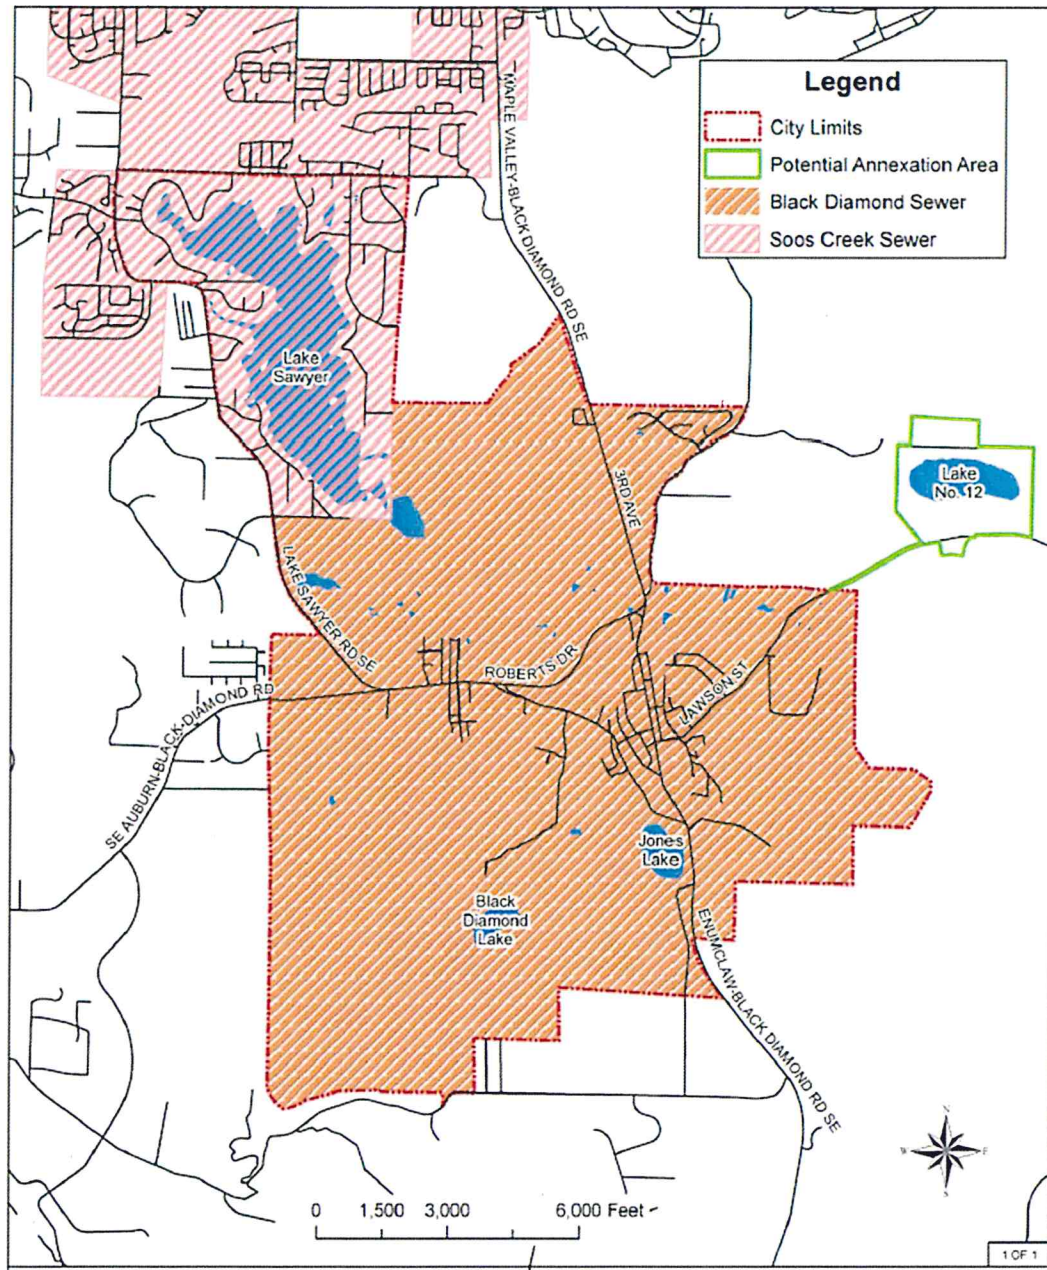 Legend
City Limits
Potential Annexation Area
Black Diamond Sewer
Soos Creek Sewer
MAPLE VALLEY-BLACK DIAMOND RD SE
Lake
Sawyer
Lake
No. 12
3RD AVE
LAKE SAWYER RD SE
ROBERTS DR
LAWSON ST
SE AUBURN-BLACK-DIAMOND RD
Jones
Lake
Black
Diamond
Lake
ENUMCLAW-BLACK DIAMOND RD SE
N
W
E
S
0 1,500 3,000 6,000 Feet
1 OF 1